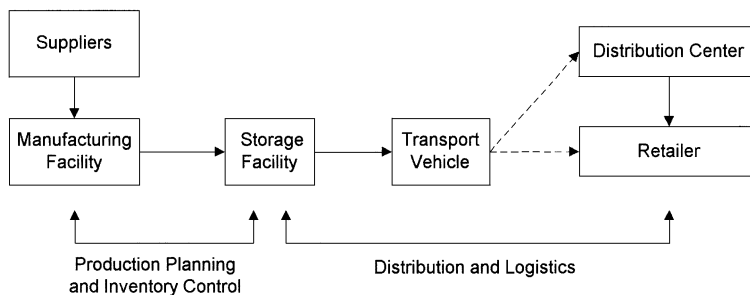 Suppliers
Distribution Center
Manufacturing
Facility
Storage
Facility
Transport
Vehicle
Retailer
Production Planning
and Inventory Control
Distribution and Logistics